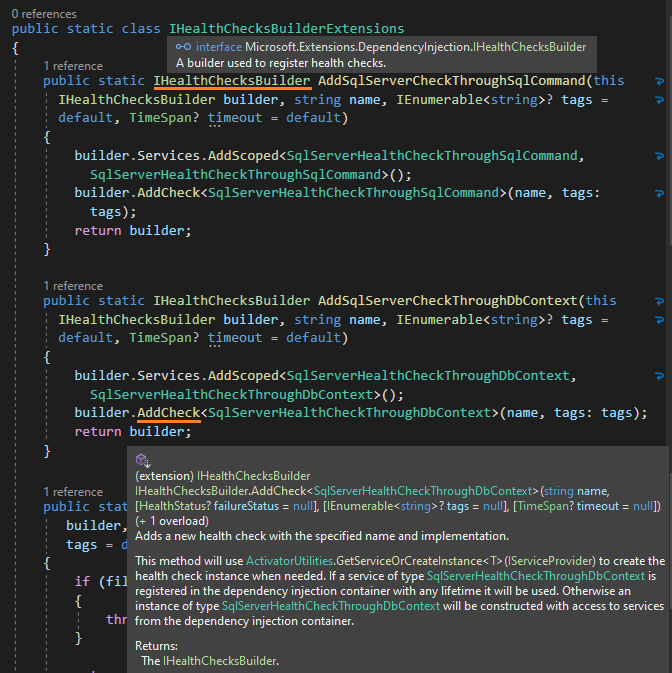 0 references
public static class IHealthChecksBuilderExtensions
{
interface Microsoft.Extensions.DependencyInjection.IHealthChecksBuilder
A builder used to register health checks.
1 reference
public static IHealthChecksBuilder AddSqlServerCheckThroughSqlCommand(this
IHealthChecksBuilder builder, string name, IEnumerable<string>? tags =
default, TimeSpan? timeout = default)
{
builder.Services.AddScoped<SqlServerHealthCheckThroughSqlCommand,
SqlServerHealthCheckThroughSqlCommand>();
builder.AddCheck<SqlServerHealthCheckThroughSqlCommand>(name, tags:
tags);
return builder;
}
1 reference
public static IHealthChecksBuilder AddSqlServerCheckThroughDbContext(this
IHealthChecksBuilder builder, string name, IEnumerable<string>? tags =
default, TimeSpan? timeout = default)
{
builder.Services.AddScoped<SqlServerHealthCheckThroughDbContext,
SqlServerHealthCheckThroughDbContext>();
builder.AddCheck<SqlServerHealthCheckThroughDbContext>(name, tags: tags);
return builder;
}
(extension) IHealthChecksBuilder
IHealthChecksBuilder.AddCheck<SqlServerHealthCheckThroughDbContext>(string name,
[HealthStatus? failureStatus = null], [IEnumerable<string>? tags = null], [TimeSpan? timeout = null])
(+ 1 overload)
Adds a new health check with the specified name and implementation.
This method will use ActivatorUtilities.GetServiceOrCreateInstance<T>(IServiceProvider) to create the
health check instance when needed. If a service of type SqlServerHealthCheckThroughDbContext is
registered in the dependency injection container with any lifetime it will be used. Otherwise an
instance of type SqlServerHealthCheckThroughDbContext will be constructed with access to services
from the dependency injection container.
Returns:
The IHealthChecksBuilder.
1 reference
public stat
builder,
tags = d
{
if (fil
{
thr
}